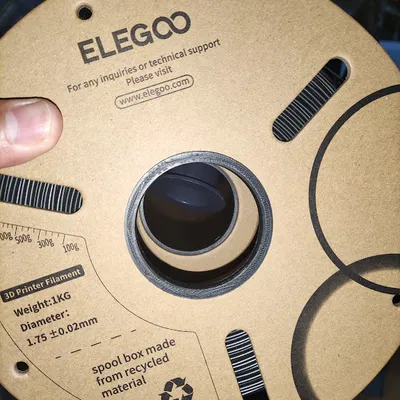 ELEGOO
For any inquiries or technical support
Please visit
www.elegoo.com
900g 500g 300g 100g
3D Printer Filament
Weight:1KG
Diameter:
1.75 ±0.02mm
spool box made
from recycled
material